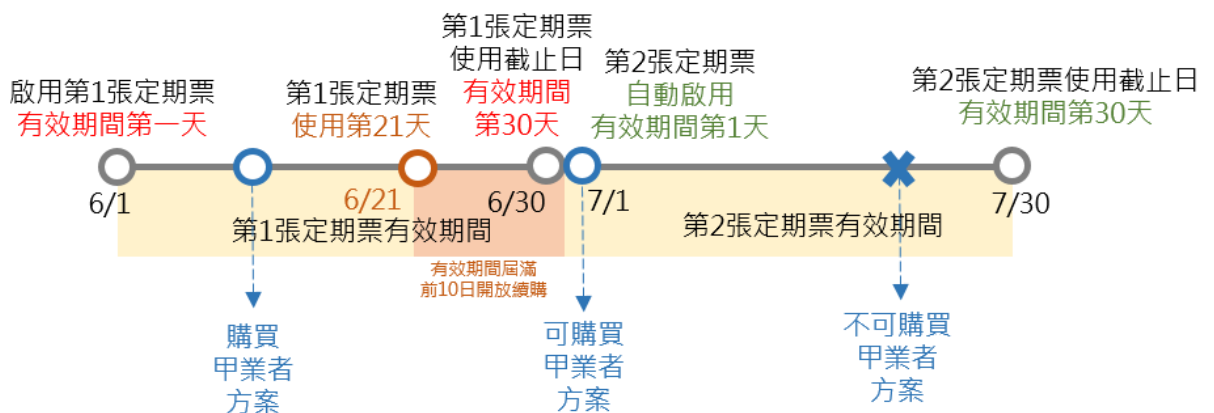 啟用第1張定期票
有效期間第一天
第1張定期票
使用第21天
第1張定期票
使用截止日
有效期間
第30天
第2張定期票
自動啟用
有效期間第1天
第2張定期票使用截止日
有效期間第30天
6/1
6/21
6/30
7/1
7/30
第1張定期票有效期間
第2張定期票有效期間
有效期間屆滿
前10日開放續購
購買
甲業者
方案
可購買
甲業者
方案
不可購買
甲業者
方案